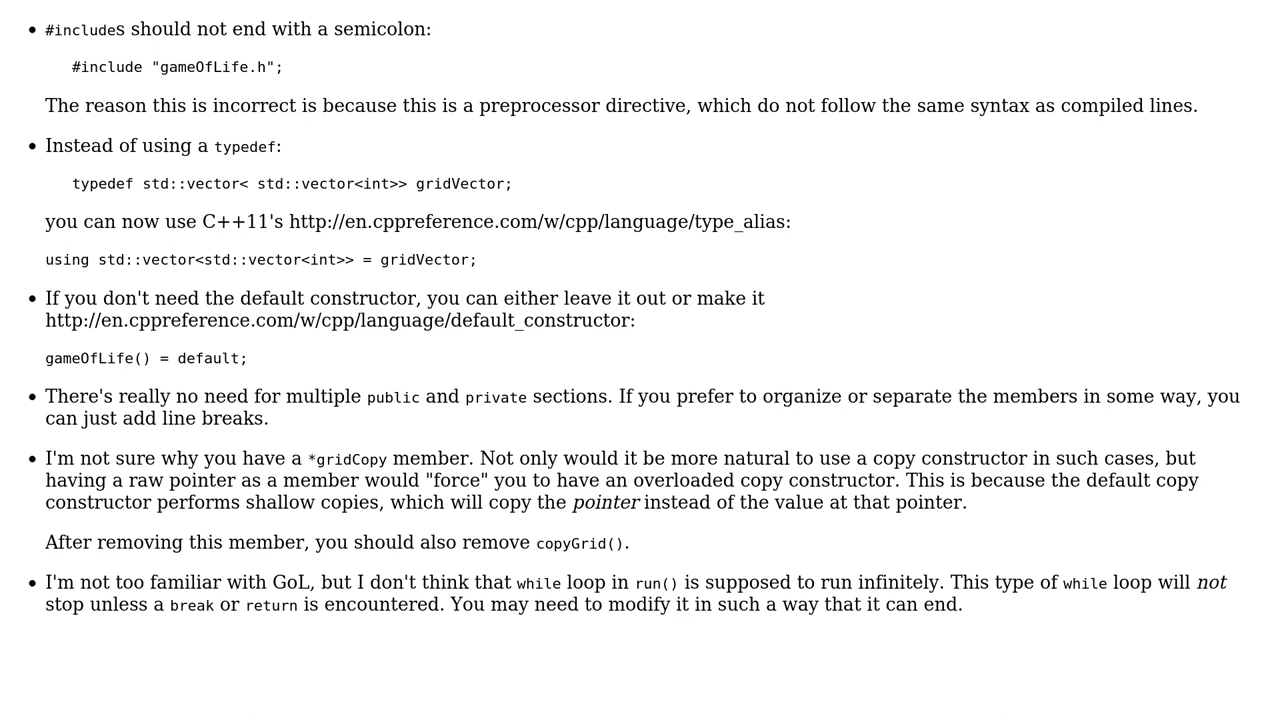 • #includes should not end with a semicolon:
#include "gameOfLife.h";
The reason this is incorrect is because this is a preprocessor directive, which do not follow the same syntax as compiled lines.
• Instead of using a typedef:
typedef std::vector< std::vector<int>> gridVector;
you can now use C++11's http://en.cppreference.com/w/cpp/language/type_alias:
using std::vector<std::vector<int>> = gridVector;
• If you don't need the default constructor, you can either leave it out or make it
http://en.cppreference.com/w/cpp/language/default_constructor:
gameOfLife() = default;
• There's really no need for multiple public and private sections. If you prefer to organize or separate the members in some way, you
can just add line breaks.
• I'm not sure why you have a *gridCopy member. Not only would it be more natural to use a copy constructor in such cases, but
having a raw pointer as a member would "force" you to have an overloaded copy constructor. This is because the default copy
constructor performs shallow copies, which will copy the pointer instead of the value at that pointer.
After removing this member, you should also remove copyGrid().
• I'm not too familiar with GoL, but I don't think that while loop in run() is supposed to run infinitely. This type of while loop will not
stop unless a break or return is encountered. You may need to modify it in such a way that it can end.